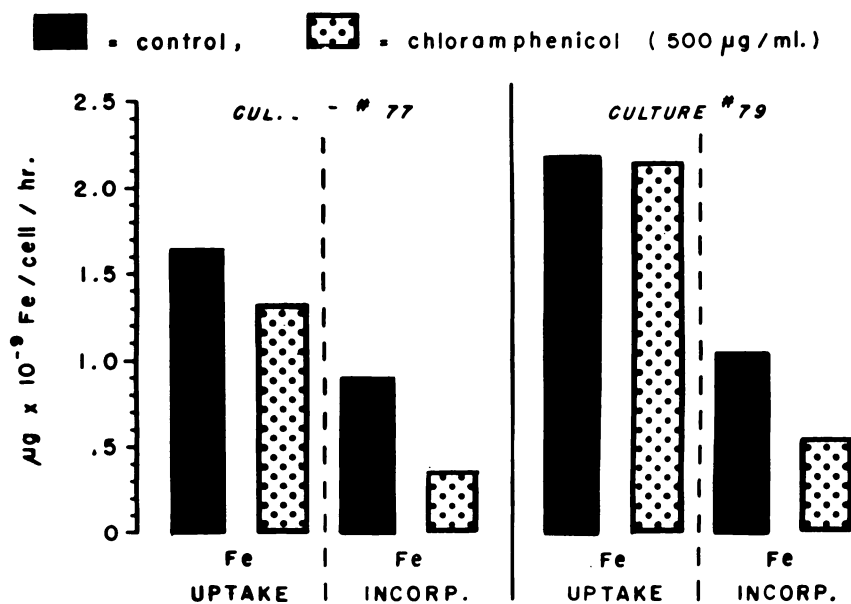 = control, = chloramphenicol (500 µg/ml.)
# 77 CULTURE #79
µg x 10⁻⁹ Fe/cell/hr.
2.5
2.0
1.5
1.0
.5
0
Fe Fe Fe Fe
UPTAKE INCORP. UPTAKE INCORP.